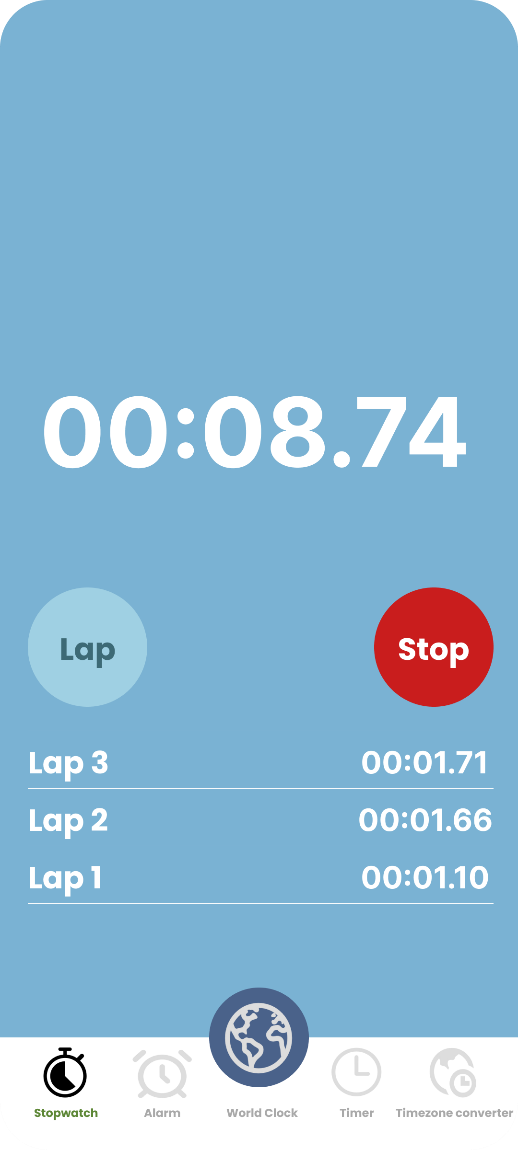 00:08.74
Lap Stop
Lap 3 00:01.71
Lap 2 00:01.66
Lap 1 00:01.10
Stopwatch Alarm World Clock Timer Timezone converter